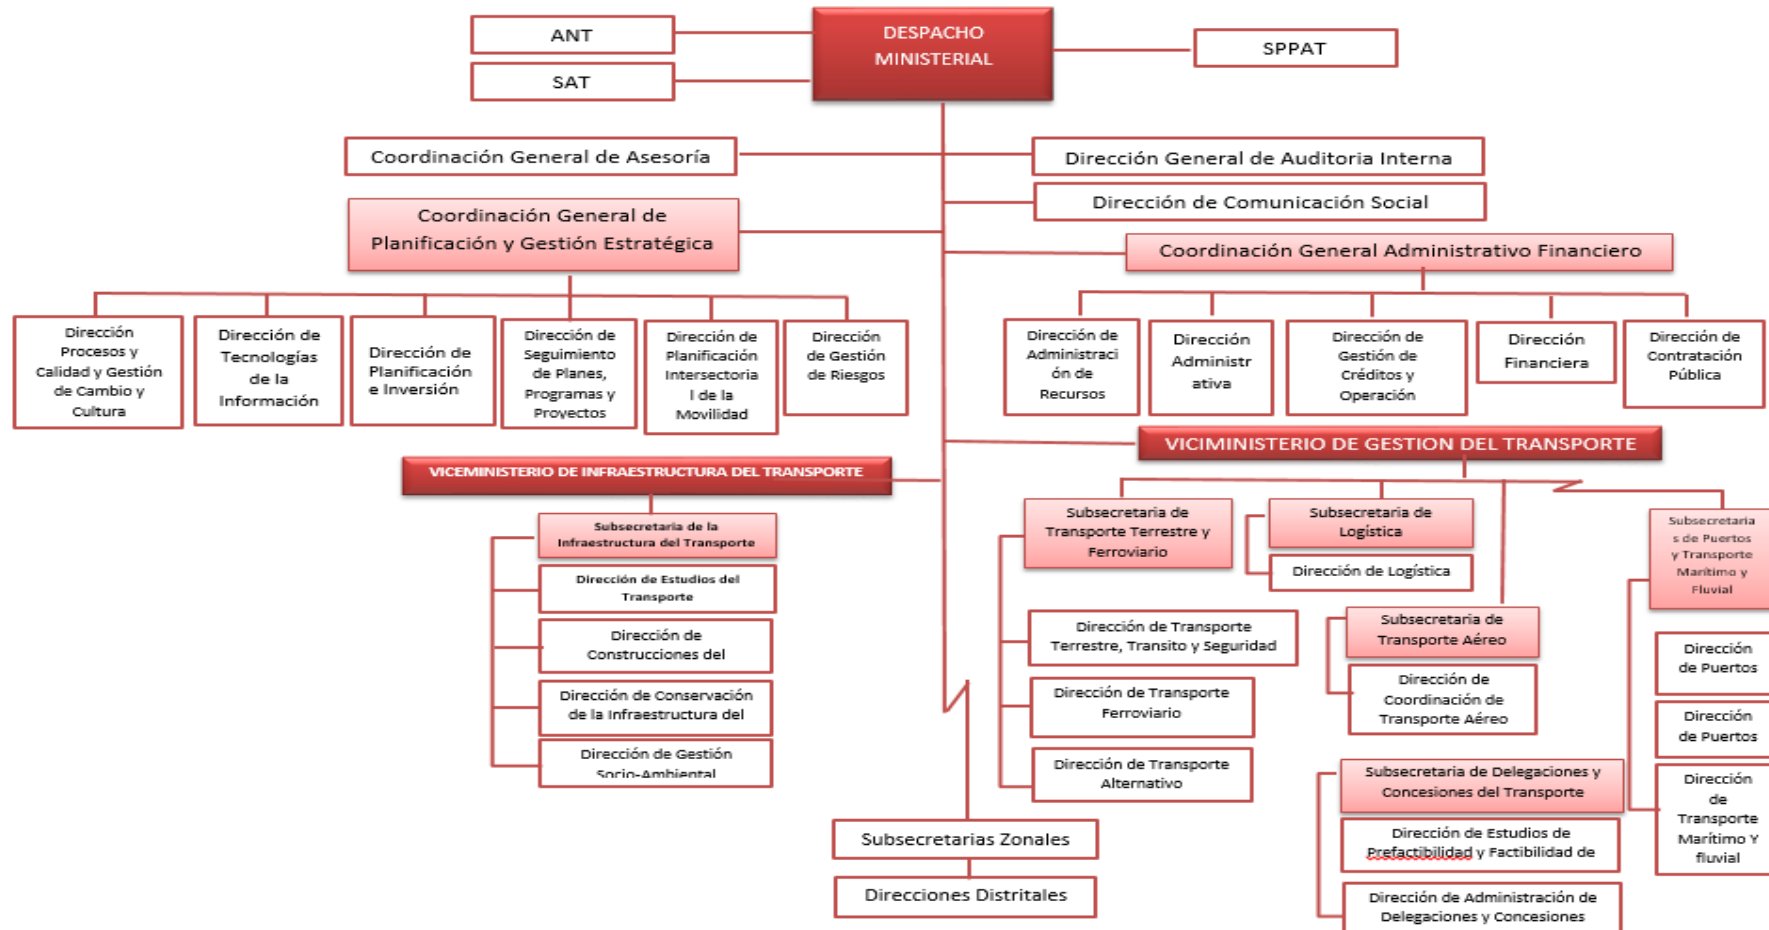 DESPACHO
MINISTERIAL
ANT
SAT
SPPAT
Coordinación General de Asesoría
Dirección General de Auditoria Interna
Dirección de Comunicación Social
Coordinación General de
Planificación y Gestión Estratégica
Coordinación General Administrativo Financiero
Dirección
Procesos y
Calidad y Gestión
de Cambio y
Cultura
Dirección de
Tecnologías
de la
Información
Dirección de
Planificación
e Inversión
Dirección de
Seguimiento
de Planes,
Programas y
Proyectos
Dirección de
Planificación
Intersectoria
l de la
Movilidad
Dirección
de Gestión
de Riesgos
Dirección de
Administraci
ón de
Recursos
Dirección
Administr
ativa
Dirección de
Gestión de
Créditos y
Operación
Dirección
Financiera
Dirección de
Contratación
Pública
VICIMINISTERIO DE GESTION DEL TRANSPORTE
VICEMINISTERIO DE INFRAESTRUCTURA DEL TRANSPORTE
Subsecretaria de la
Infraestructura del Transporte
Dirección de Estudios del
Transporte
Dirección de
Construcciones del
Dirección de Conservación
de la Infraestructura del
Dirección de Gestión
Socio-Ambiental
Subsecretaria de
Transporte Terrestre y
Ferroviario
Dirección de Transporte
Terrestre, Transito y Seguridad
Dirección de Transporte
Ferroviario
Dirección de Transporte
Alternativo
Subsecretaria de
Logística
Dirección de Logística
Subsecretaria de
Transporte Aéreo
Dirección de
Coordinación de
Transporte Aéreo
Subsecretaria
s de Puertos
y Transporte
Marítimo y
Fluvial
Dirección
de Puertos
Dirección
de Puertos
Dirección
de
Transporte
Marítimo Y
fluvial
Subsecretaria de Delegaciones y
Concesiones del Transporte
Dirección de Estudios de
Prefactibilidad y Factibilidad de
Dirección de Administración de
Delegaciones y Concesiones
Subsecretarias Zonales
Direcciones Distritales